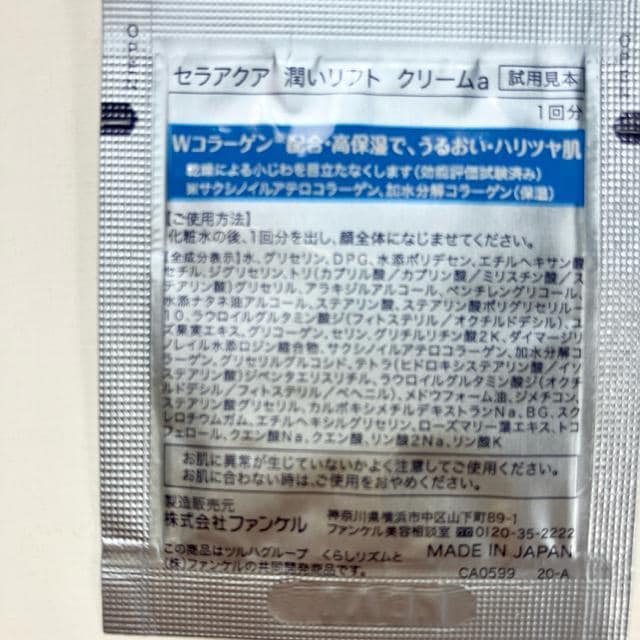 OPEN
OPEN
セラアクア 潤いリフト クリームa 試用見本
1回分
Wコラーゲン※配合・高保湿で、うるおい・ハリツヤ肌
乾燥による小じわを目立たなくします(効能評価試験済み)
※サクシノイルアテロコラーゲン、加水分解コラーゲン(保湿)
【ご使用方法】
化粧水の後、1回分を出し、顔全体になじませてください。
【全成分表示】水、グリセリン、DPG、水添ポリデセン、エチルヘキサン酸
セチル、ジグリセリン、トリ(カプリル酸/カプリン酸/ミリスチン酸/ス
テアリン酸)グリセリル、アラキジルアルコール、ペンチレングリコール、
水添ナタネ油アルコール、ステアリン酸、ステアリン酸ポリグリセリル-
10、ラウロイルグルタミン酸ジ(フィトステリル/オクチルドデシル)、ユ
ズ果実エキス、グリコーゲン、セリン、グリチルリチン酸2K、ダイマージリ
ノレイル水添ロジン縮合物、サクシノイルアテロコラーゲン、加水分解コ
ラーゲン、グリセリルグルコシド、テトラ(ヒドロキシステアリン酸/イソ
ステアリン酸)ジペンタエリスリチル、ラウロイルグルタミン酸ジ(オクチ
ルドデシル/フィトステリル/ベヘニル)、メドウフォーム油、ジメチコン、
ステアリン酸グリセリル、カルボキシメチルデキストランNa、BG、スク
レロチウムガム、エチルヘキシルグリセリン、ローズマリー葉エキス、トコ
フェロール、クエン酸Na、クエン酸、リン酸2Na、リン酸K
お肌に異常が生じていないかよく注意してご使用ください。
お肌に合わない時は、ご使用をおやめください。
製造販売元
株式会社ファンケル
神奈川県横浜市中区山下町89-1
ファンケル美容相談室 0120-35-2222
この商品はツルハグループ くらしリズムと
(株)ファンケルの共同開発商品です。
MADE IN JAPAN
CA0599 20-A